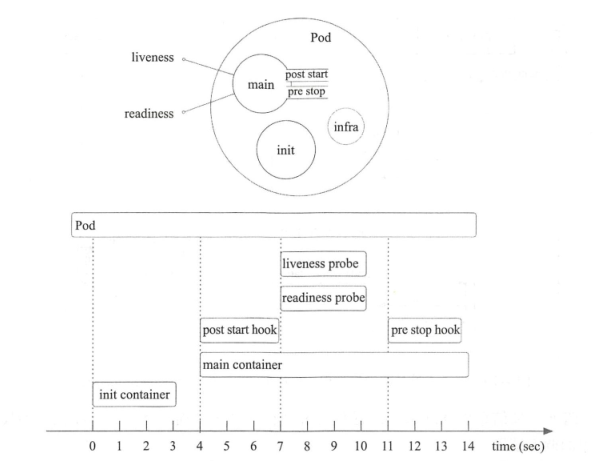 Pod
liveness
main
post start
pre stop
readiness
infra
init
Pod
liveness probe
readiness probe
post start hook
pre stop hook
main container
init container
0 1 2 3 4 5 6 7 8 9 10 11 12 13 14 time (sec)